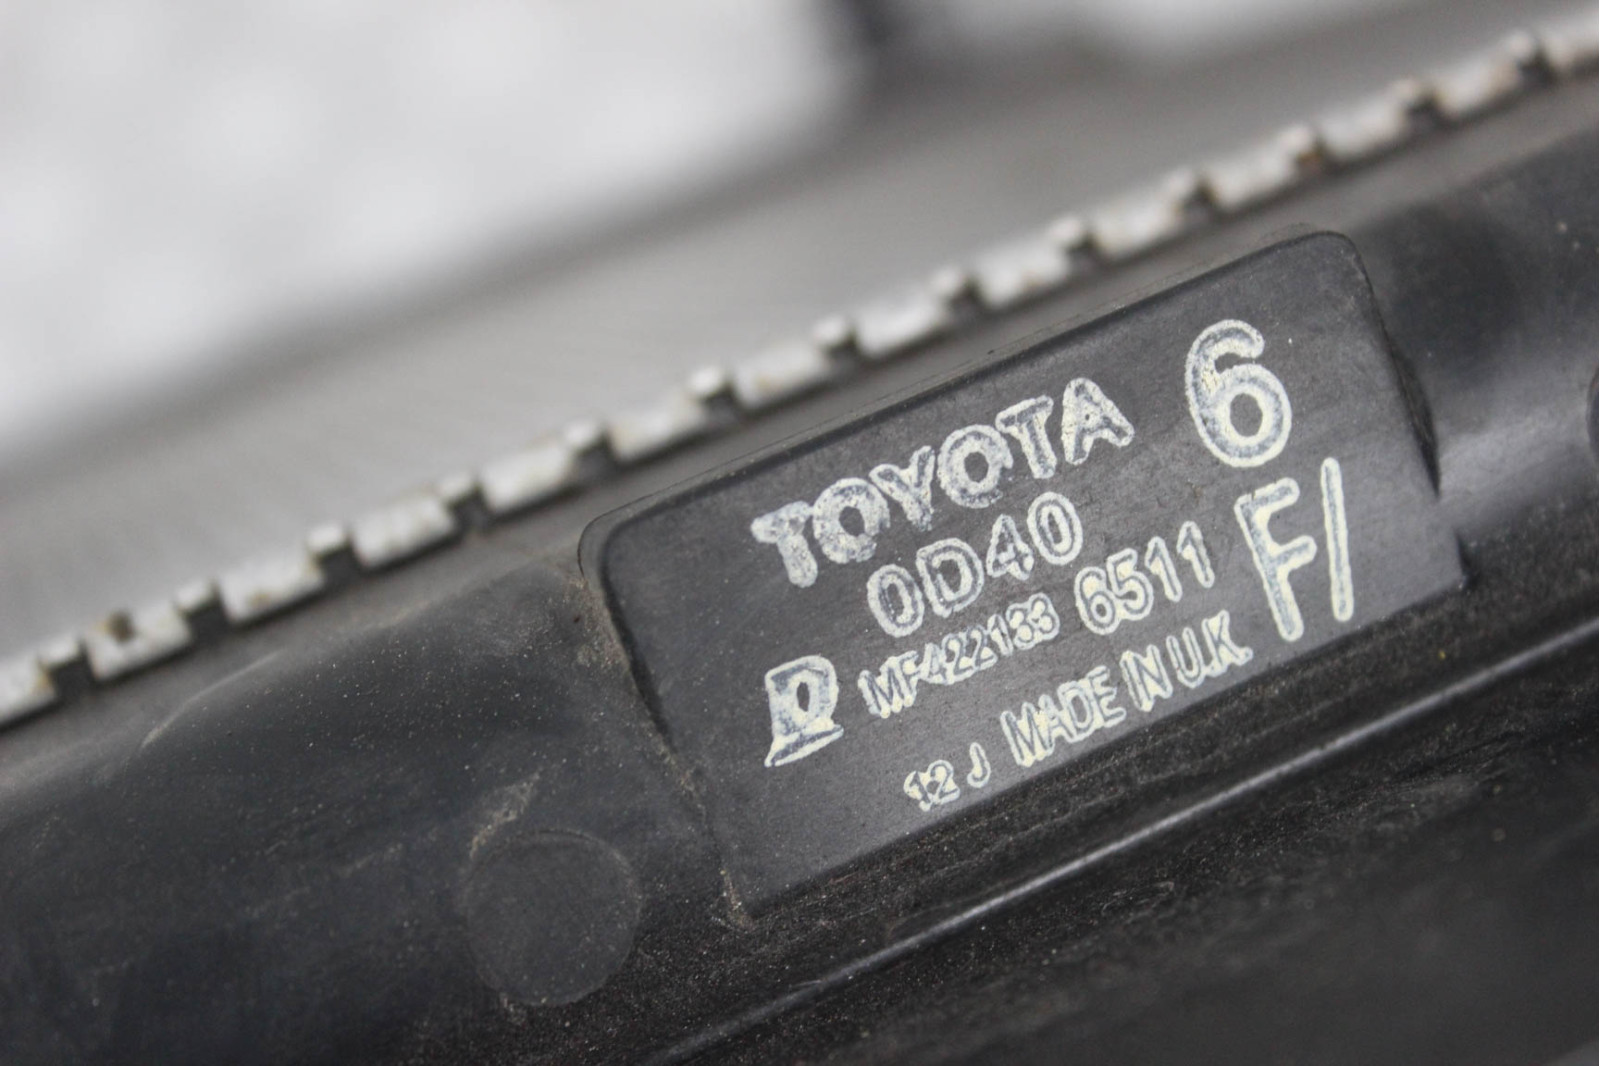 TOYOTA 6
0D40
MF422133 6511 F/
12 J MADE IN U.K.